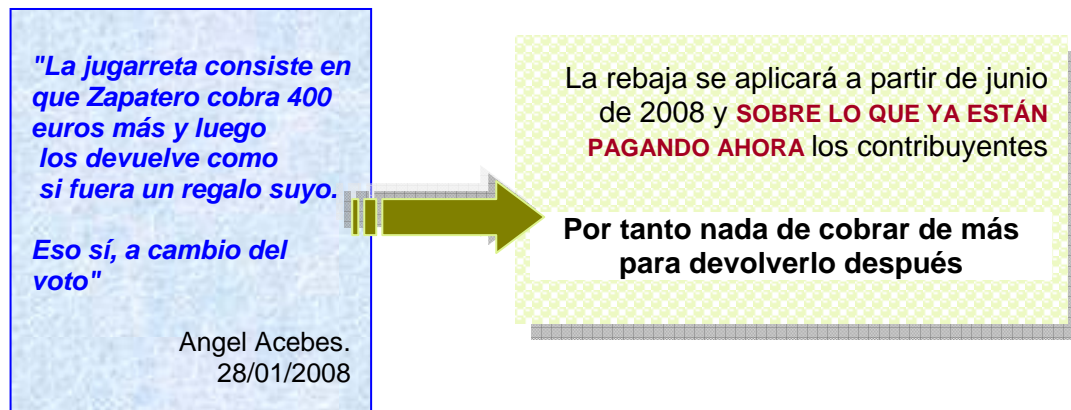 "La jugarreta consiste en
que Zapatero cobra 400
euros más y luego
los devuelve como
si fuera un regalo suyo.
Eso sí, a cambio del
voto"
Angel Acebes.
28/01/2008
La rebaja se aplicará a partir de junio
de 2008 y SOBRE LO QUE YA ESTÁN
PAGANDO AHORA los contribuyentes
Por tanto nada de cobrar de más
para devolverlo después